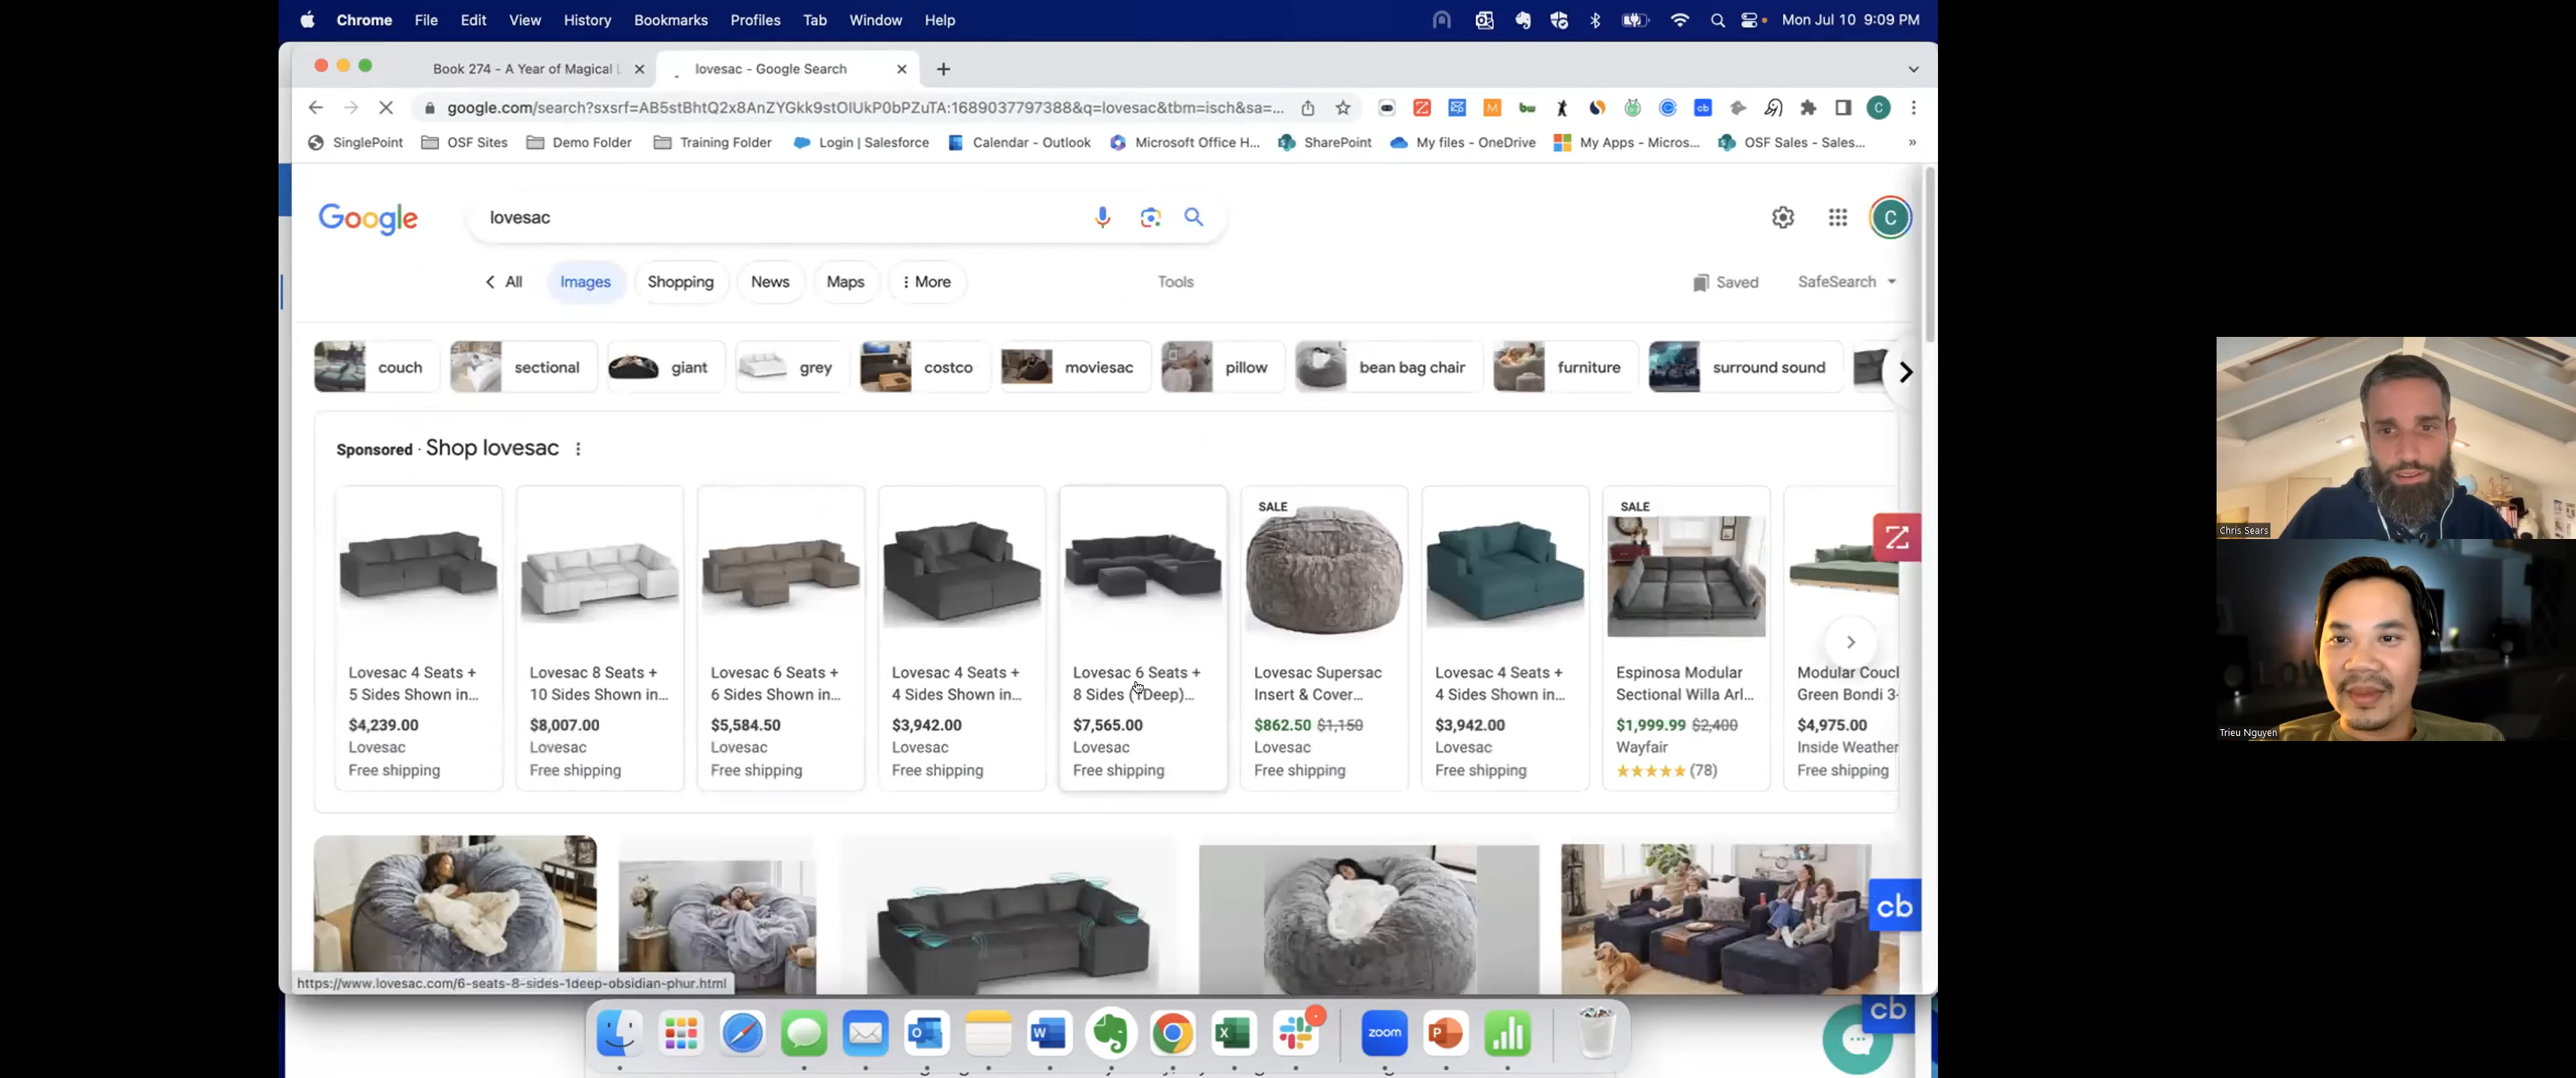 Chrome File Edit View History Bookmarks Profiles Tab Window Help
Mon Jul 10 9:09 PM
Book 274 - A Year of Magical
lovesac - Google Search
google.com/search?sxsrf=AB5stBhtQ2x8AnZYGkk9stOlUkP0bPZuTA:1689037797388&q=lovesac&tbm=isch&sa=...
SinglePoint OSF Sites Demo Folder Training Folder Login | Salesforce Calendar - Outlook Microsoft Office H... SharePoint My files - OneDrive My Apps - Micros... OSF Sales - Sales... »
Google
lovesac
C
All Images Shopping News Maps More Tools Saved SafeSearch
couch sectional giant grey costco moviesac pillow bean bag chair furniture surround sound
Sponsored · Shop lovesac
Lovesac 4 Seats +
5 Sides Shown in...
$4,239.00
Lovesac
Free shipping
Lovesac 8 Seats +
10 Sides Shown in...
$8,007.00
Lovesac
Free shipping
Lovesac 6 Seats +
6 Sides Shown in...
$5,584.50
Lovesac
Free shipping
Lovesac 4 Seats +
4 Sides Shown in...
$3,942.00
Lovesac
Free shipping
Lovesac 6 Seats +
8 Sides (1Deep)...
$7,565.00
Lovesac
Free shipping
SALE
Lovesac Supersac
Insert & Cover...
$862.50 $1,150
Lovesac
Free shipping
Lovesac 4 Seats +
4 Sides Shown in...
$3,942.00
Lovesac
Free shipping
SALE
Espinosa Modular
Sectional Willa Arl...
$1,999.99 $2,400
Wayfair
(78)
Modular Couc
Green Bondi 3-
$4,975.00
Inside Weather
Free shipping
cb
https://www.lovesac.com/6-seats-8-sides-1deep-obsidian-phur.html
zoom
cb
Chris Sears
Trieu Nguyen